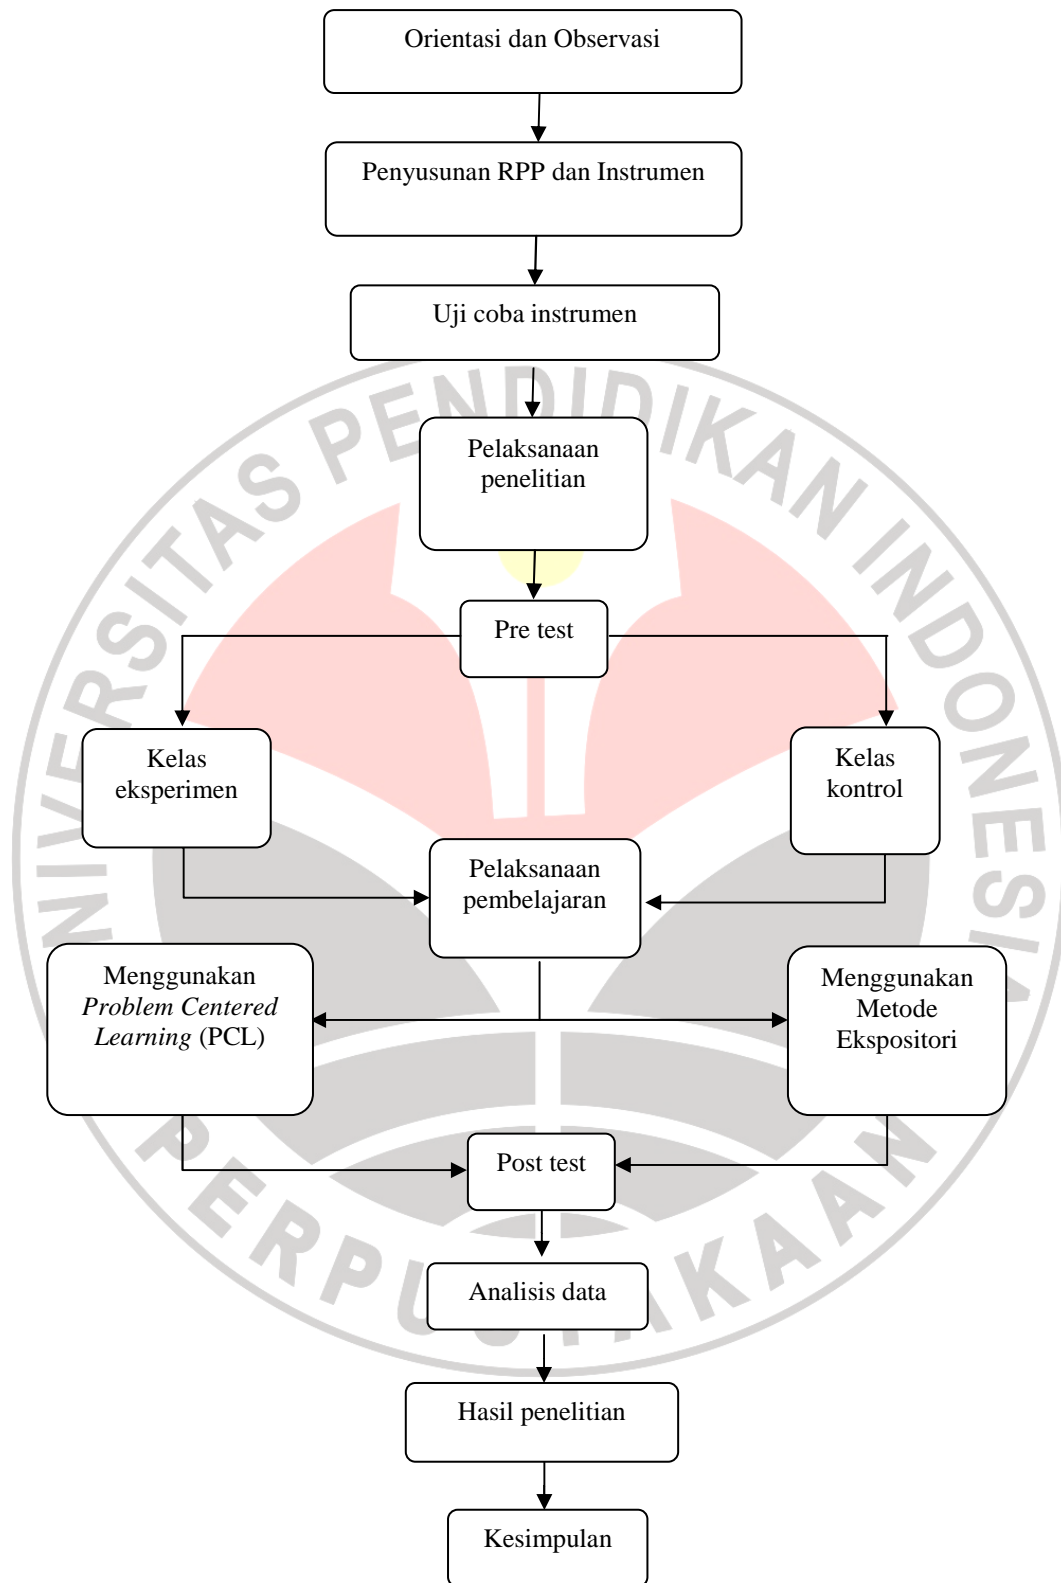 Orientasi dan Observasi
Penyusunan RPP dan Instrumen
Uji coba instrumen
Pelaksanaan
penelitian
Pre test
Kelas
eksperimen
Kelas
kontrol
Pelaksanaan
pembelajaran
Menggunakan
Problem Centered
Learning (PCL)
Menggunakan
Metode
Ekspositori
Post test
Analisis data
Hasil penelitian
Kesimpulan
UNIVERSITAS PENDIDIKAN INDONESIA
PERPUSTAKAAN